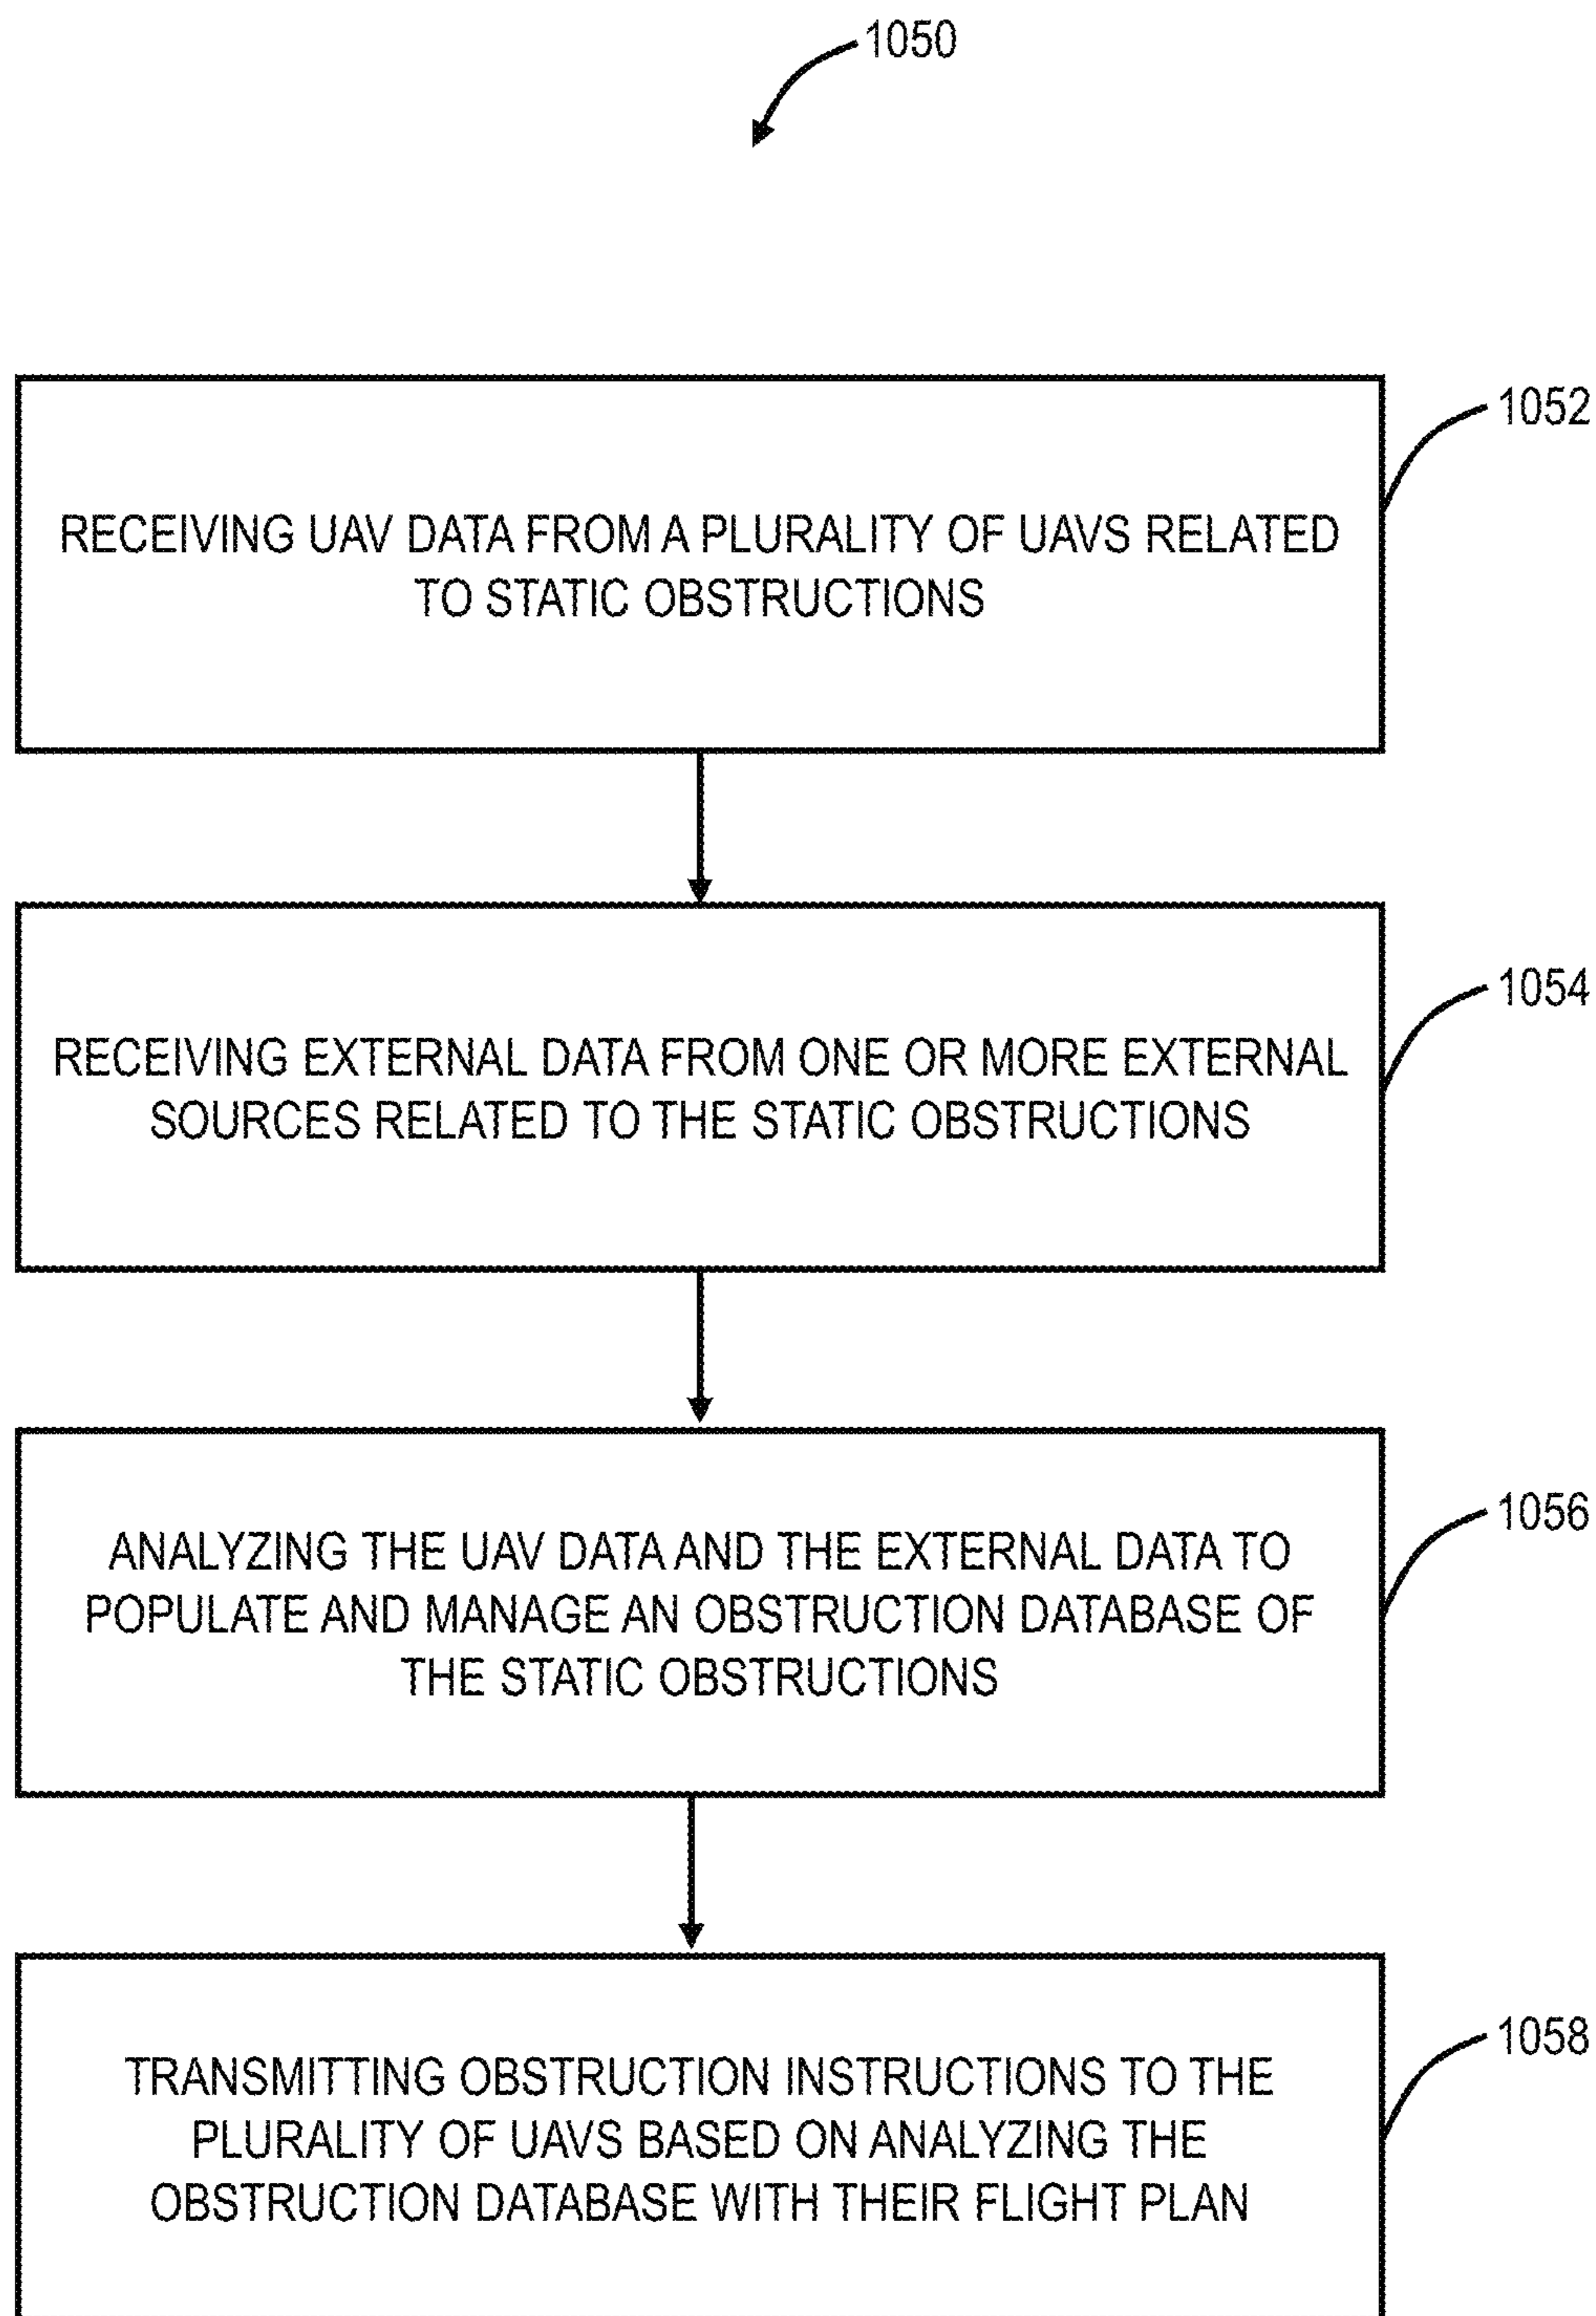 1050
1052
RECEIVING UAV DATA FROM A PLURALITY OF UAVS RELATED
TO STATIC OBSTRUCTIONS
1054
RECEIVING EXTERNAL DATA FROM ONE OR MORE EXTERNAL
SOURCES RELATED TO THE STATIC OBSTRUCTIONS
1056
ANALYZING THE UAV DATA AND THE EXTERNAL DATA TO
POPULATE AND MANAGE AN OBSTRUCTION DATABASE OF
THE STATIC OBSTRUCTIONS
1058
TRANSMITTING OBSTRUCTION INSTRUCTIONS TO THE
PLURALITY OF UAVS BASED ON ANALYZING THE
OBSTRUCTION DATABASE WITH THEIR FLIGHT PLAN